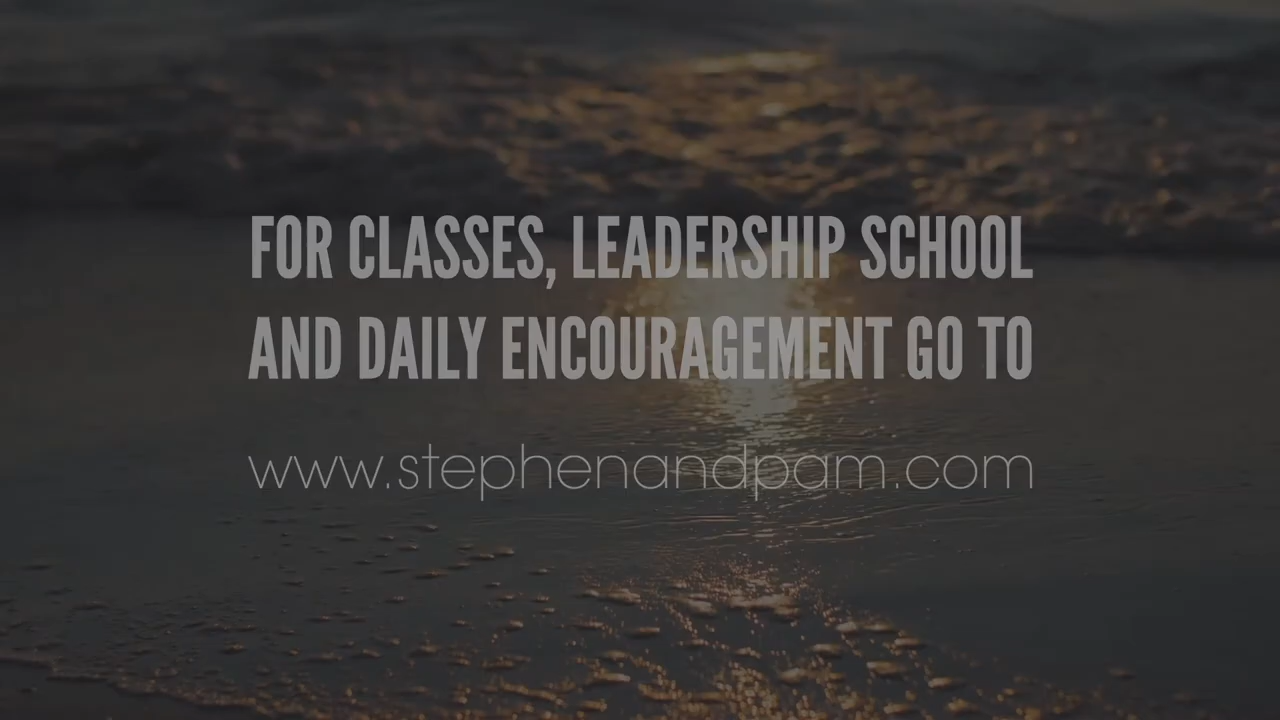 FOR CLASSES, LEADERSHIP SCHOOL
AND DAILY ENCOURAGEMENT GO TO
www.stephenandpam.com